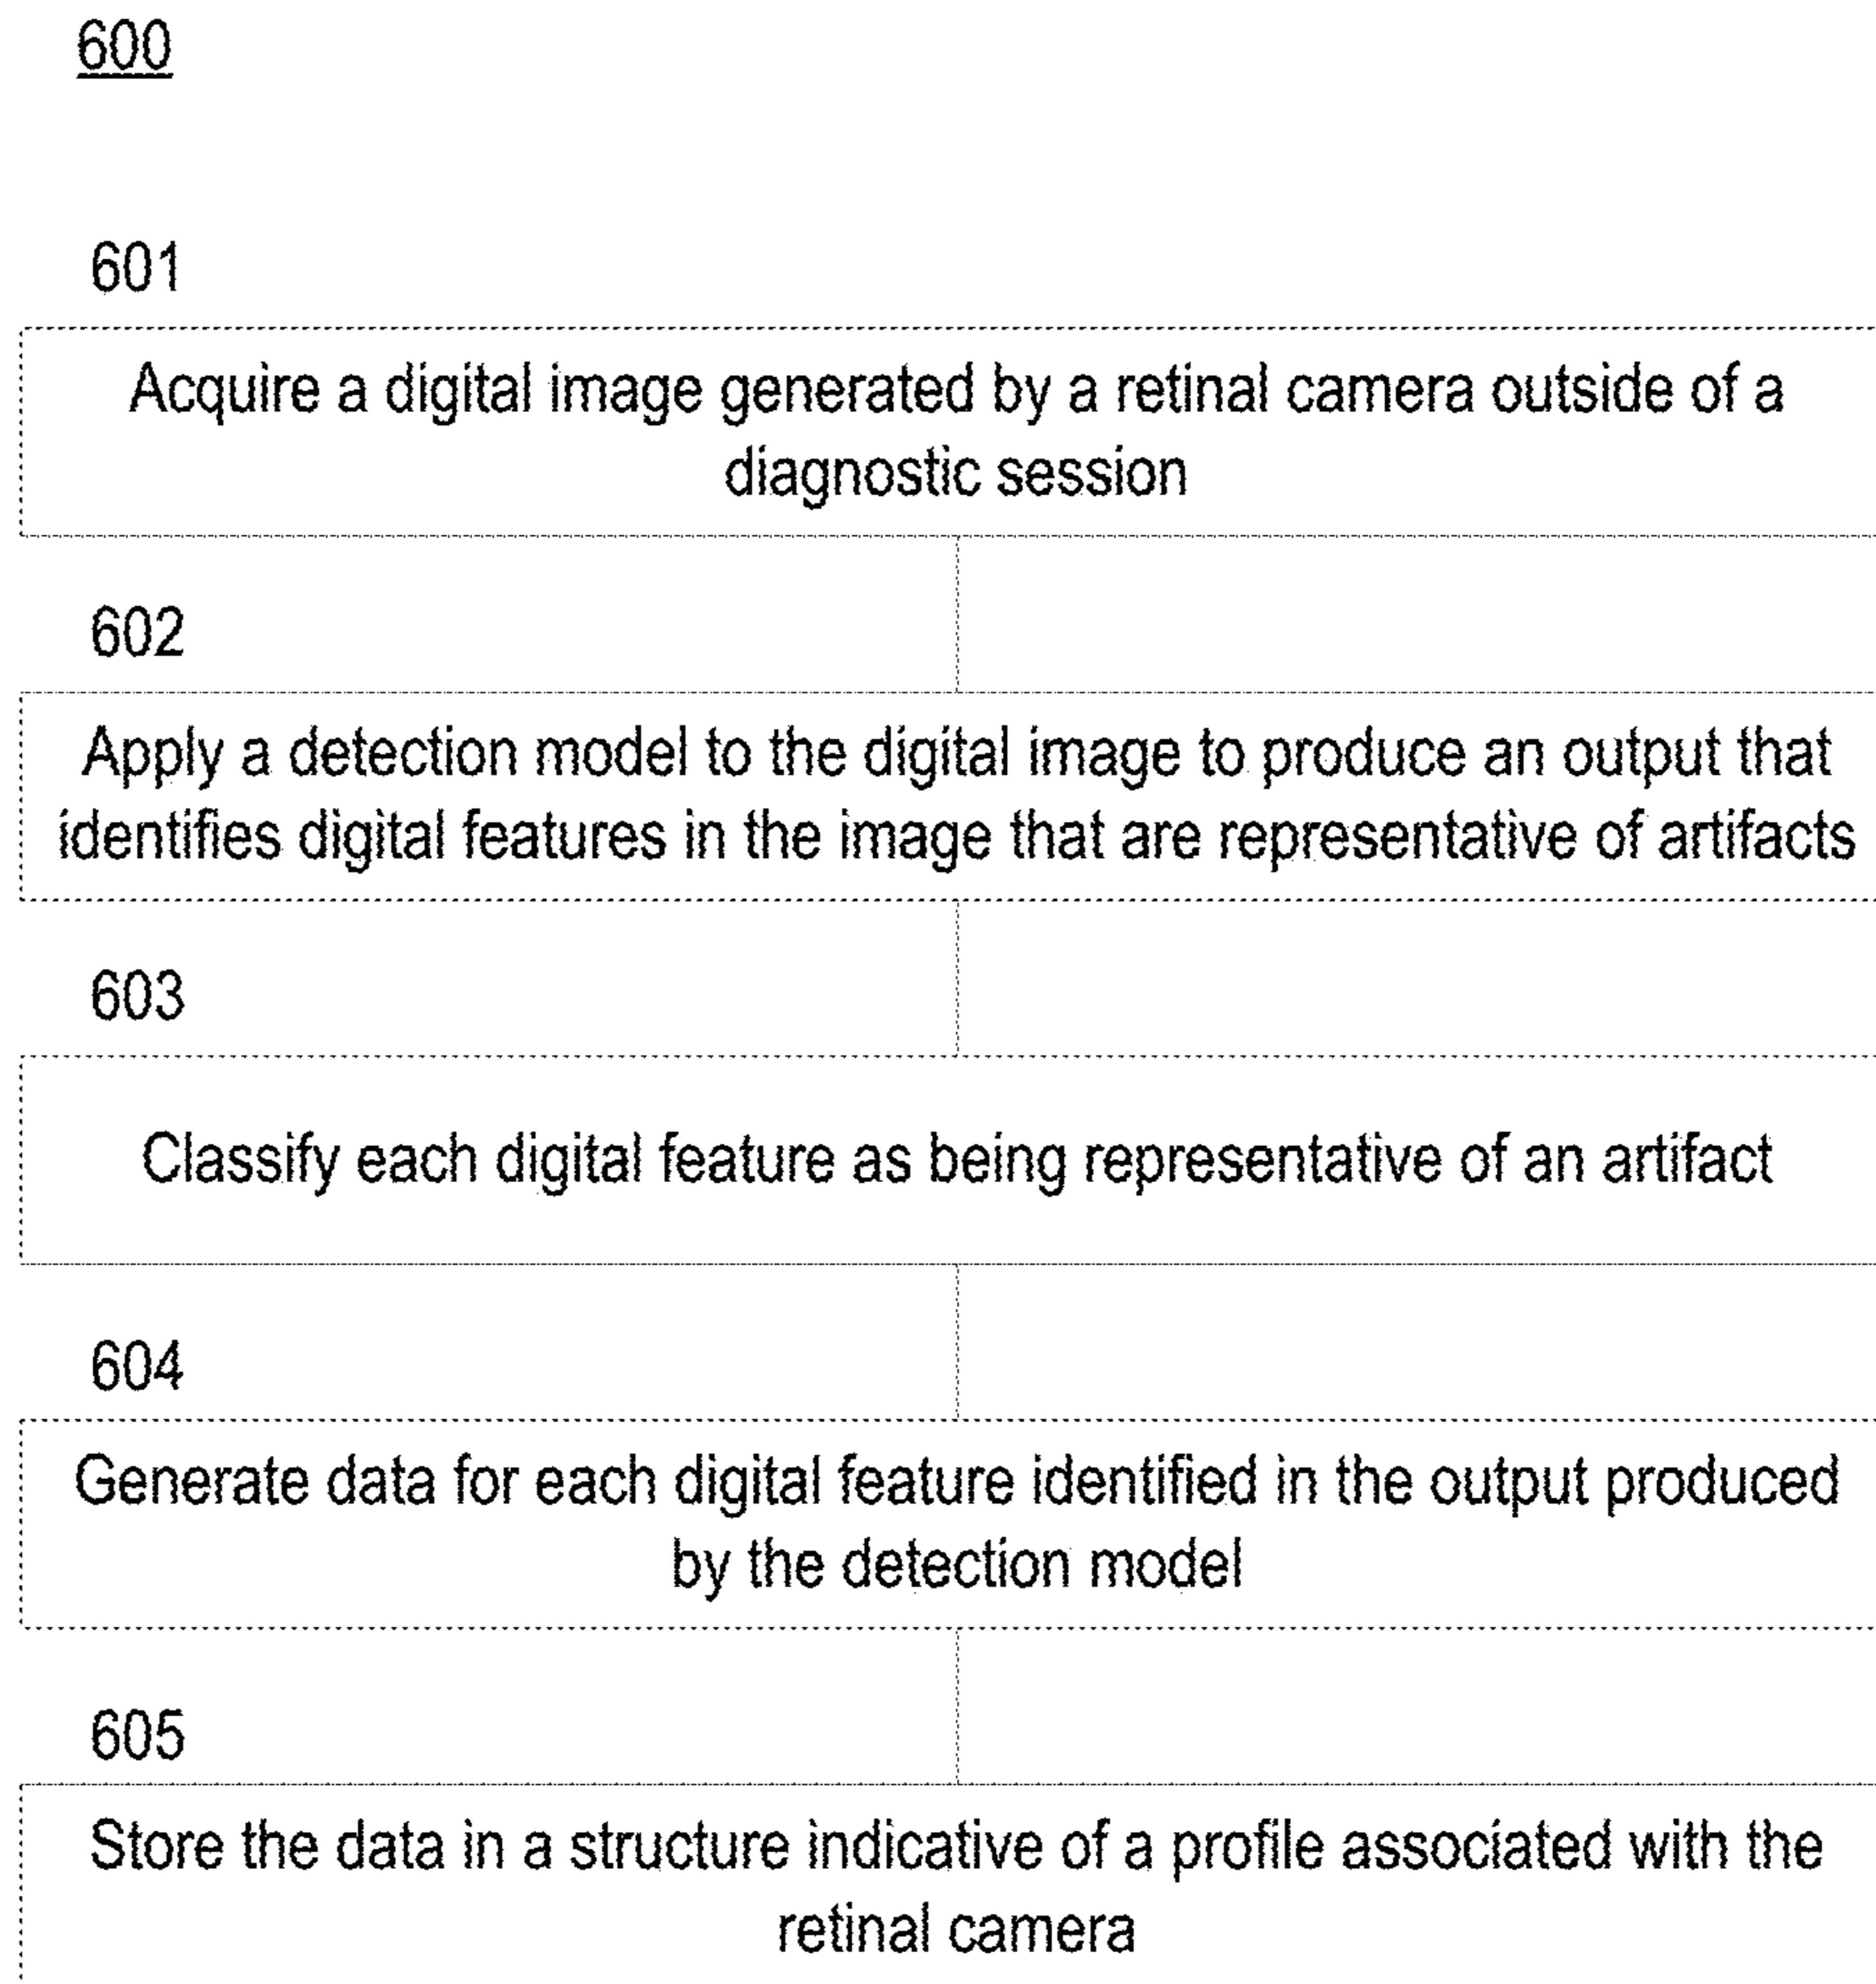 600
601
Acquire a digital image generated by a retinal camera outside of a
diagnostic session
602
Apply a detection model to the digital image to produce an output that
identifies digital features in the image that are representative of artifacts
603
Classify each digital feature as being representative of an artifact
604
Generate data for each digital feature identified in the output produced
by the detection model
605
Store the data in a structure indicative of a profile associated with the
retinal camera